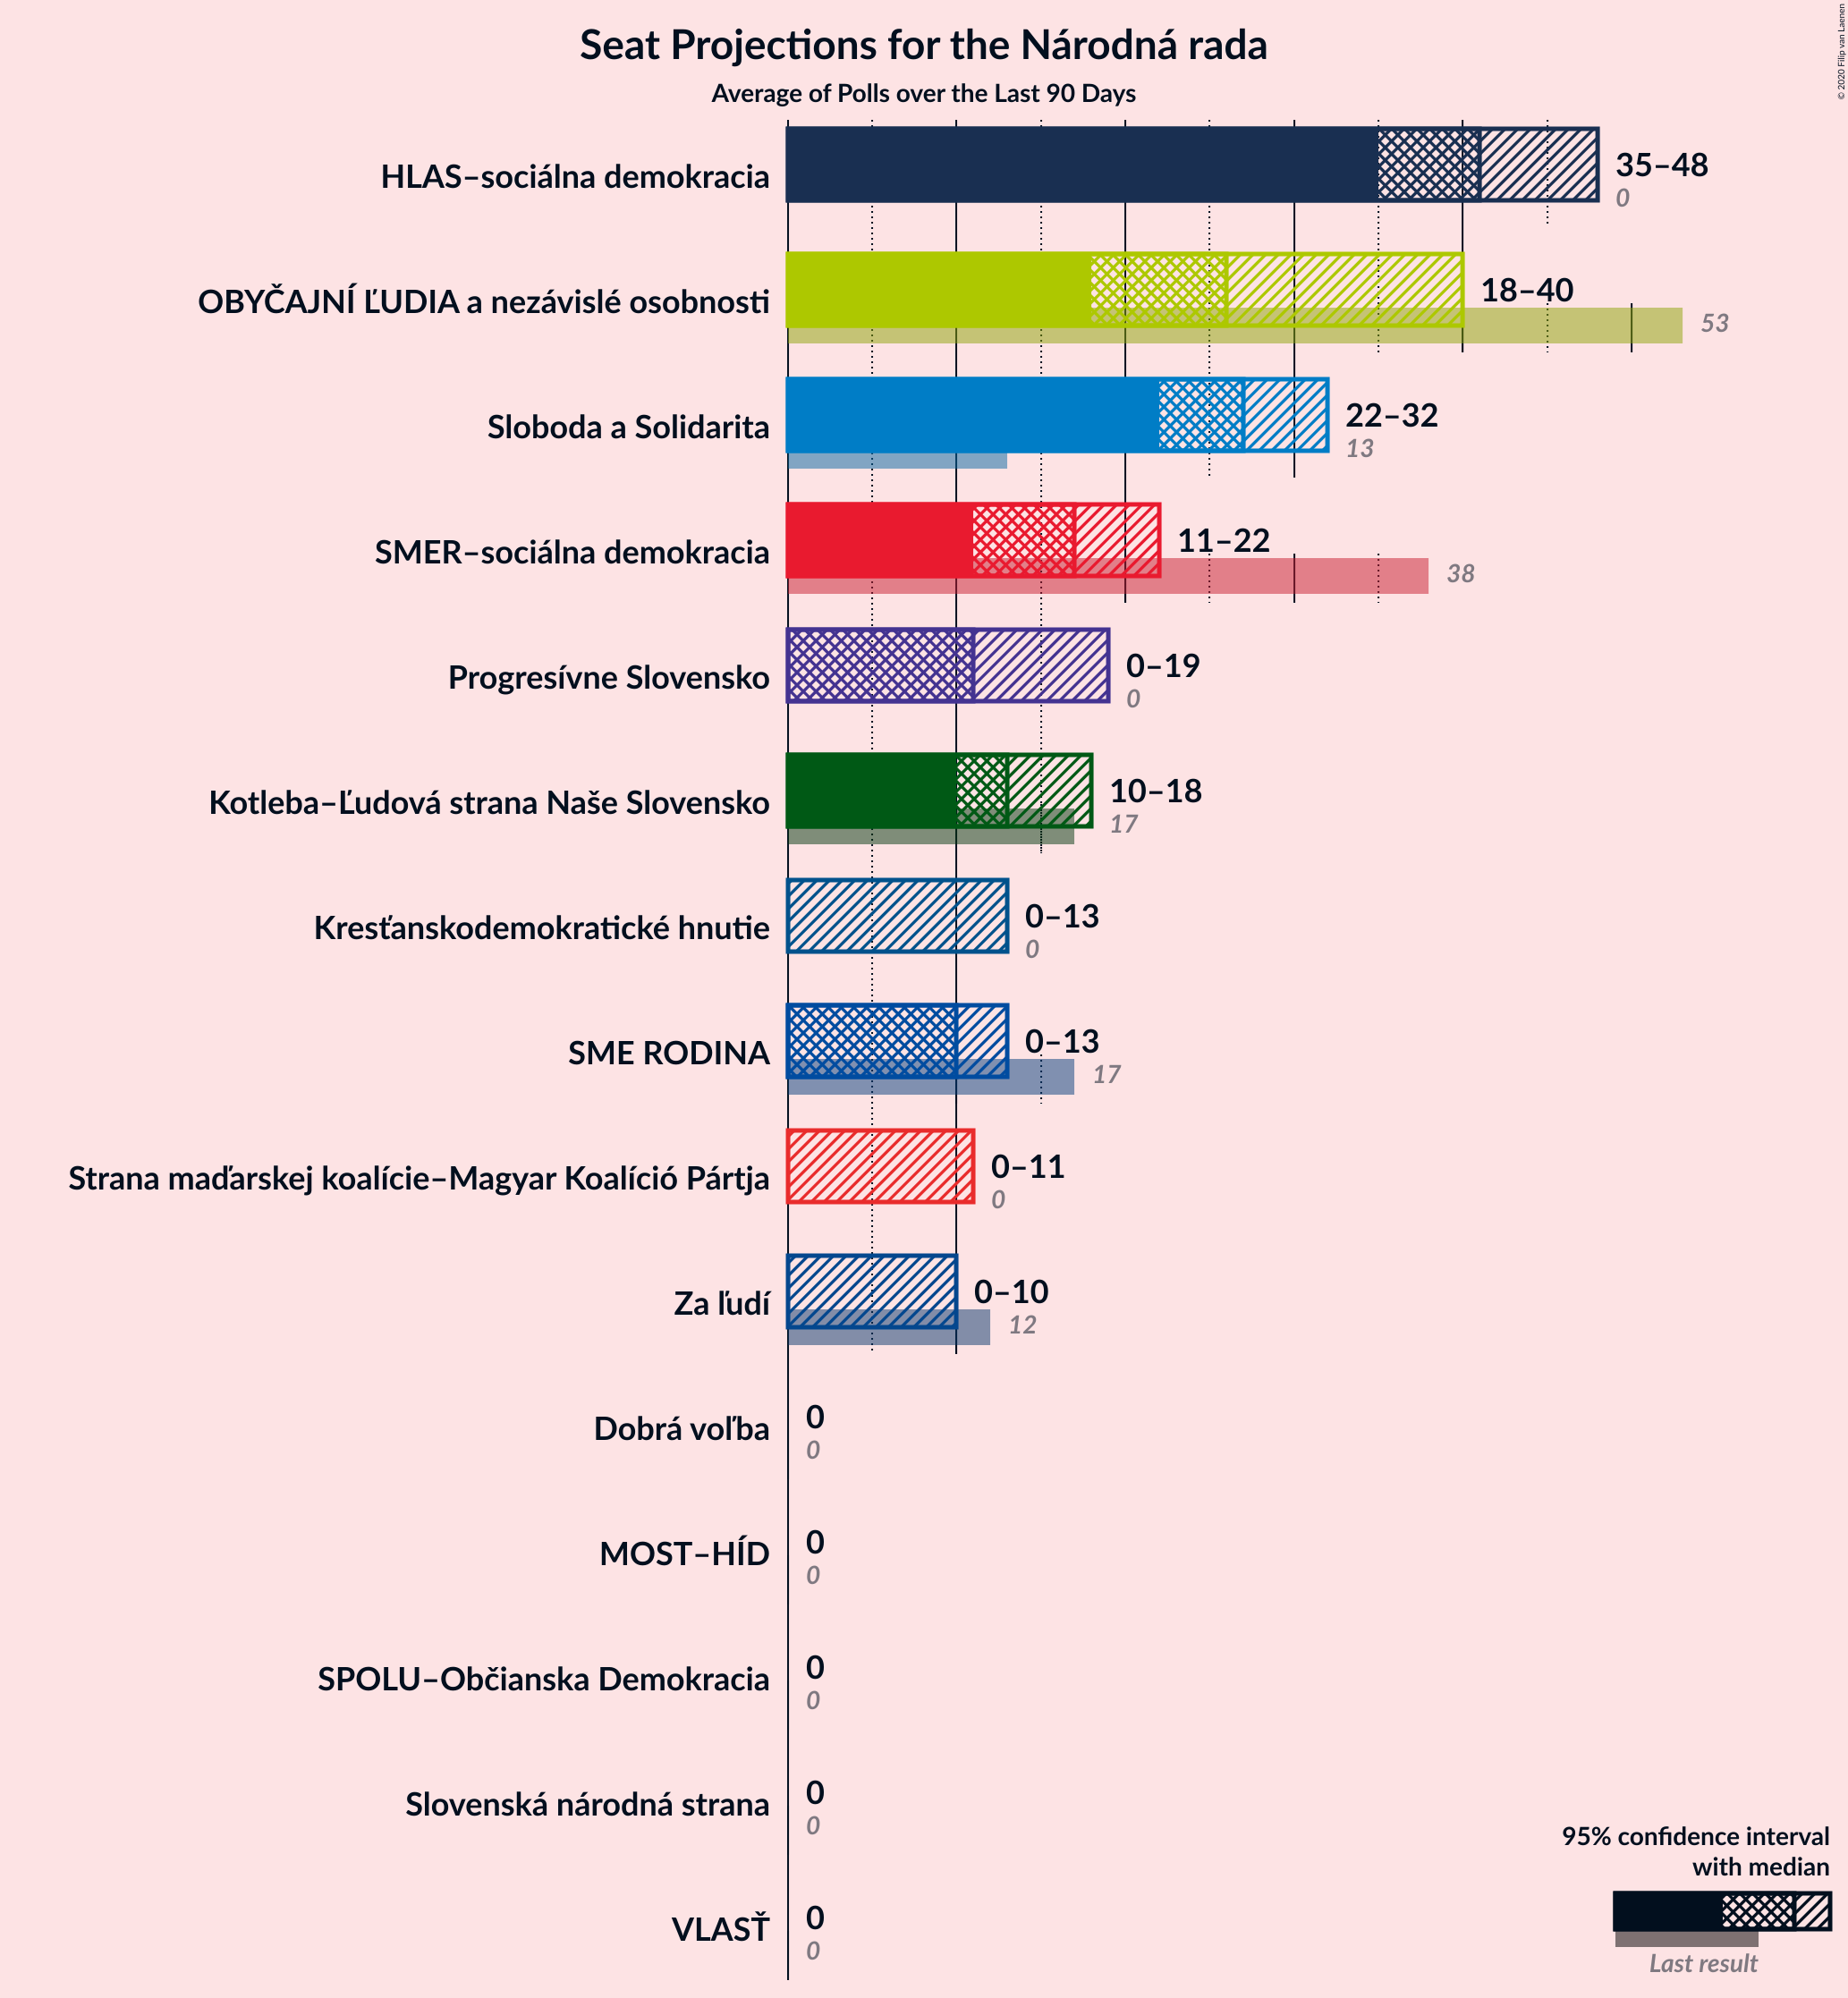 © 2020 Filip van Laenen
Seat Projections for the Národná rada
Average of Polls over the Last 90 Days
HLAS–sociálna demokracia
35–48
0
OBYČAJNÍ ĽUDIA a nezávislé osobnosti
18–40
53
Sloboda a Solidarita
22–32
13
SMER–sociálna demokracia
11–22
38
Progresívne Slovensko
0–19
0
Kotleba–Ľudová strana Naše Slovensko
10–18
17
Kresťanskodemokratické hnutie
0–13
0
SME RODINA
0–13
17
Strana maďarskej koalície–Magyar Koalíció Pártja
0–11
0
Za ľudí
0–10
12
Dobrá voľba
0
0
MOST–HÍD
0
0
SPOLU–Občianska Demokracia
0
0
Slovenská národná strana
0
0
VLASŤ
0
0
95% confidence interval
with median
Last result